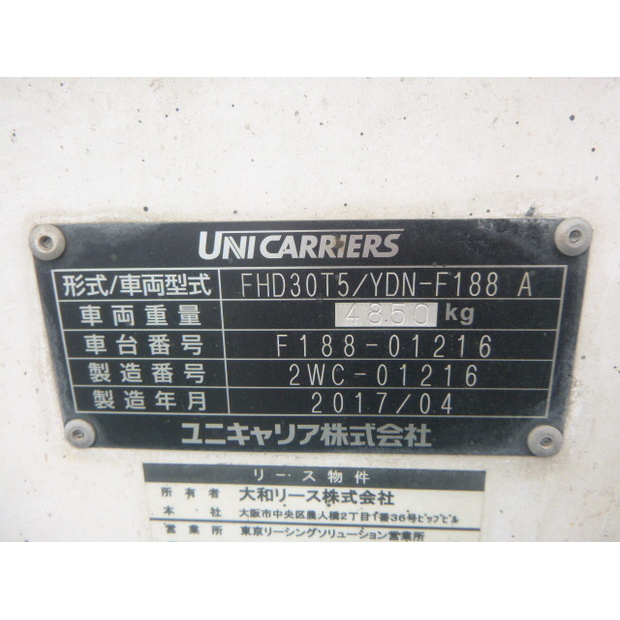 UNICARRIERS
形式/車両型式 FHD30T5/YDN-F188 A
車両重量 4850 kg
車台番号 F188-01216
製造番号 2WC-01216
製造年月 2017/04
ユニキャリア株式会社
リース物件
所有者 大和リース株式会社
本社 大阪市中央区農人橋2丁目1番36号ピップビル
営業所 東京リーシングソリューション営業所